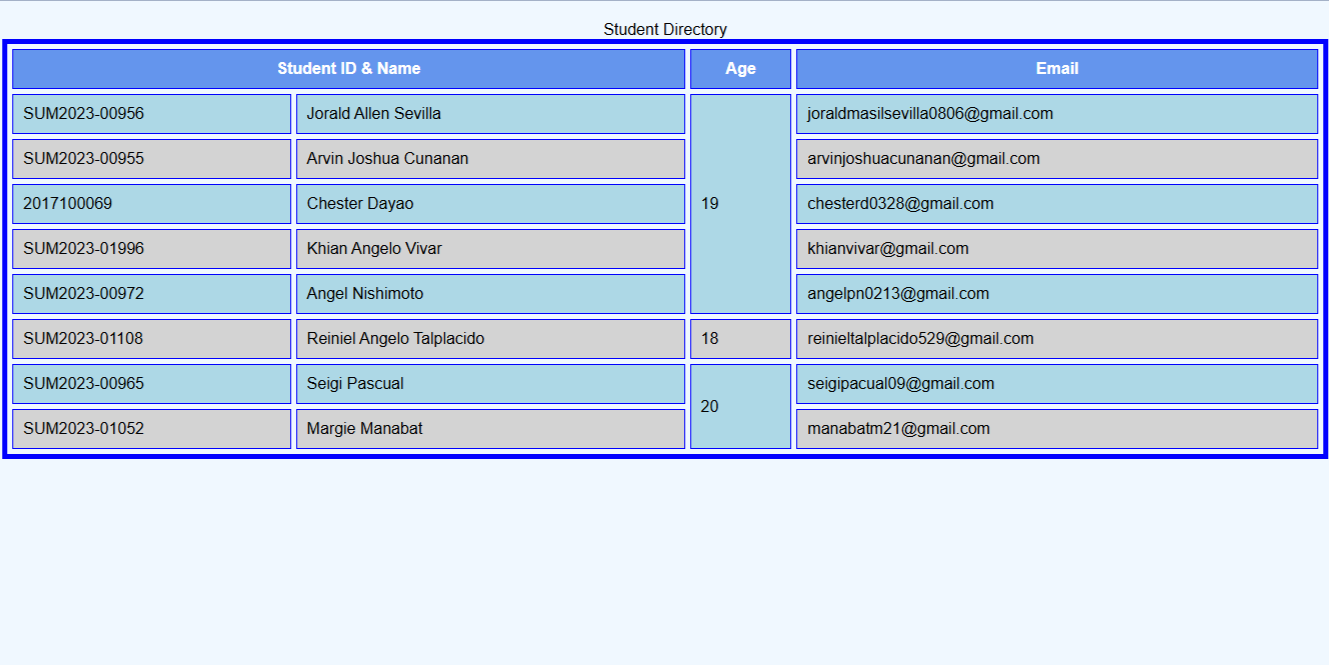 Student Directory
Student ID & Name Age Email
SUM2023-00956 Jorald Allen Sevilla joraldmasilsevilla0806@gmail.com
SUM2023-00955 Arvin Joshua Cunanan arvinjoshuacunanan@gmail.com
2017100069 Chester Dayao 19 chesterd0328@gmail.com
SUM2023-01996 Khian Angelo Vivar khianvivar@gmail.com
SUM2023-00972 Angel Nishimoto angelpn0213@gmail.com
SUM2023-01108 Reiniel Angelo Talplacido 18 reinieltalplacido529@gmail.com
SUM2023-00965 Seigi Pascual seigipacual09@gmail.com
20
SUM2023-01052 Margie Manabat manabatm21@gmail.com